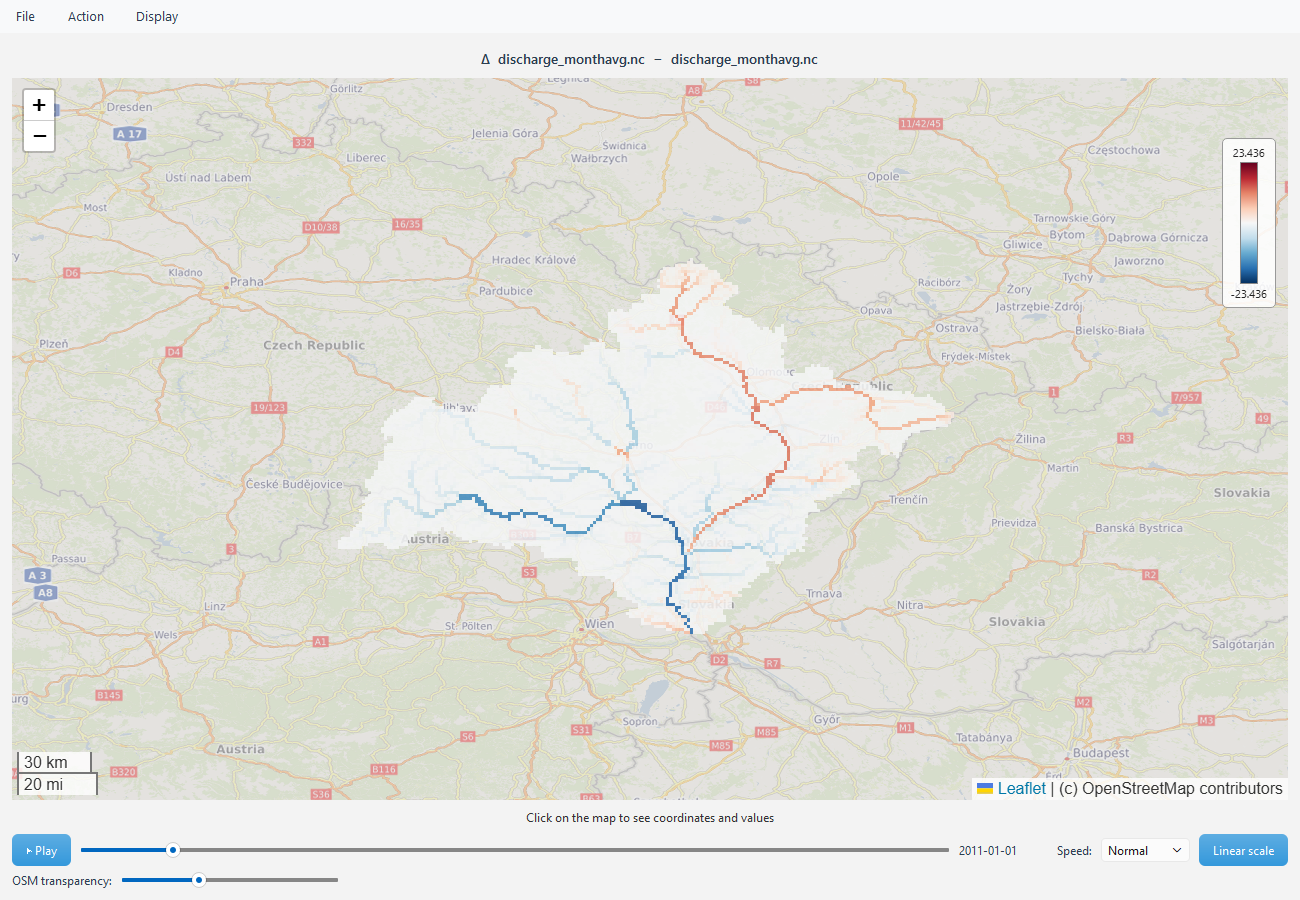 File Action Display
Δ discharge_monthavg.nc − discharge_monthavg.nc
+
−
Legnica
A8
S8
Görlitz
Dresden
A 17
332
Jelenia Góra
Świdnica
Wałbrzych
11/42/45
Częstochowa
Liberec
Ústí nad Labem
Opole
Most
D10/38
16/35
Tarnowskie Góry
Bytom
Dąbrowa Górnicza
Gliwice
Jaworzno
D6
Kladno
Praha
Hradec Králové
Pardubice
Racibórz
Tychy
Żory
Jastrzębie-Zdrój
Opava
Ostrava
Bielsko-Biała
Frýdek-Místek
Plzeň
D4
Czech Republic
19/123
1
7/957
49
R3
Žilina
Martin
České Budějovice
Trenčín
Prievidza
Banská Bystrica
Slovakia
Austria
Passau
3
A 3
A8
S3
R2
Trnava
Nitra
Slovakia
Linz
St. Pölten
Wien
Wels
A1
Salgótarján
D2
R7
B145
M2
M3
Sopron
Győr
S31
M85
M85
M1
Tatabánya
Budapest
Austria
S6
B116
B320
S36
23.436
-23.436
30 km
20 mi
Leaflet | (c) OpenStreetMap contributors
Click on the map to see coordinates and values
Play 2011-01-01 Speed: Normal Linear scale
OSM transparency: